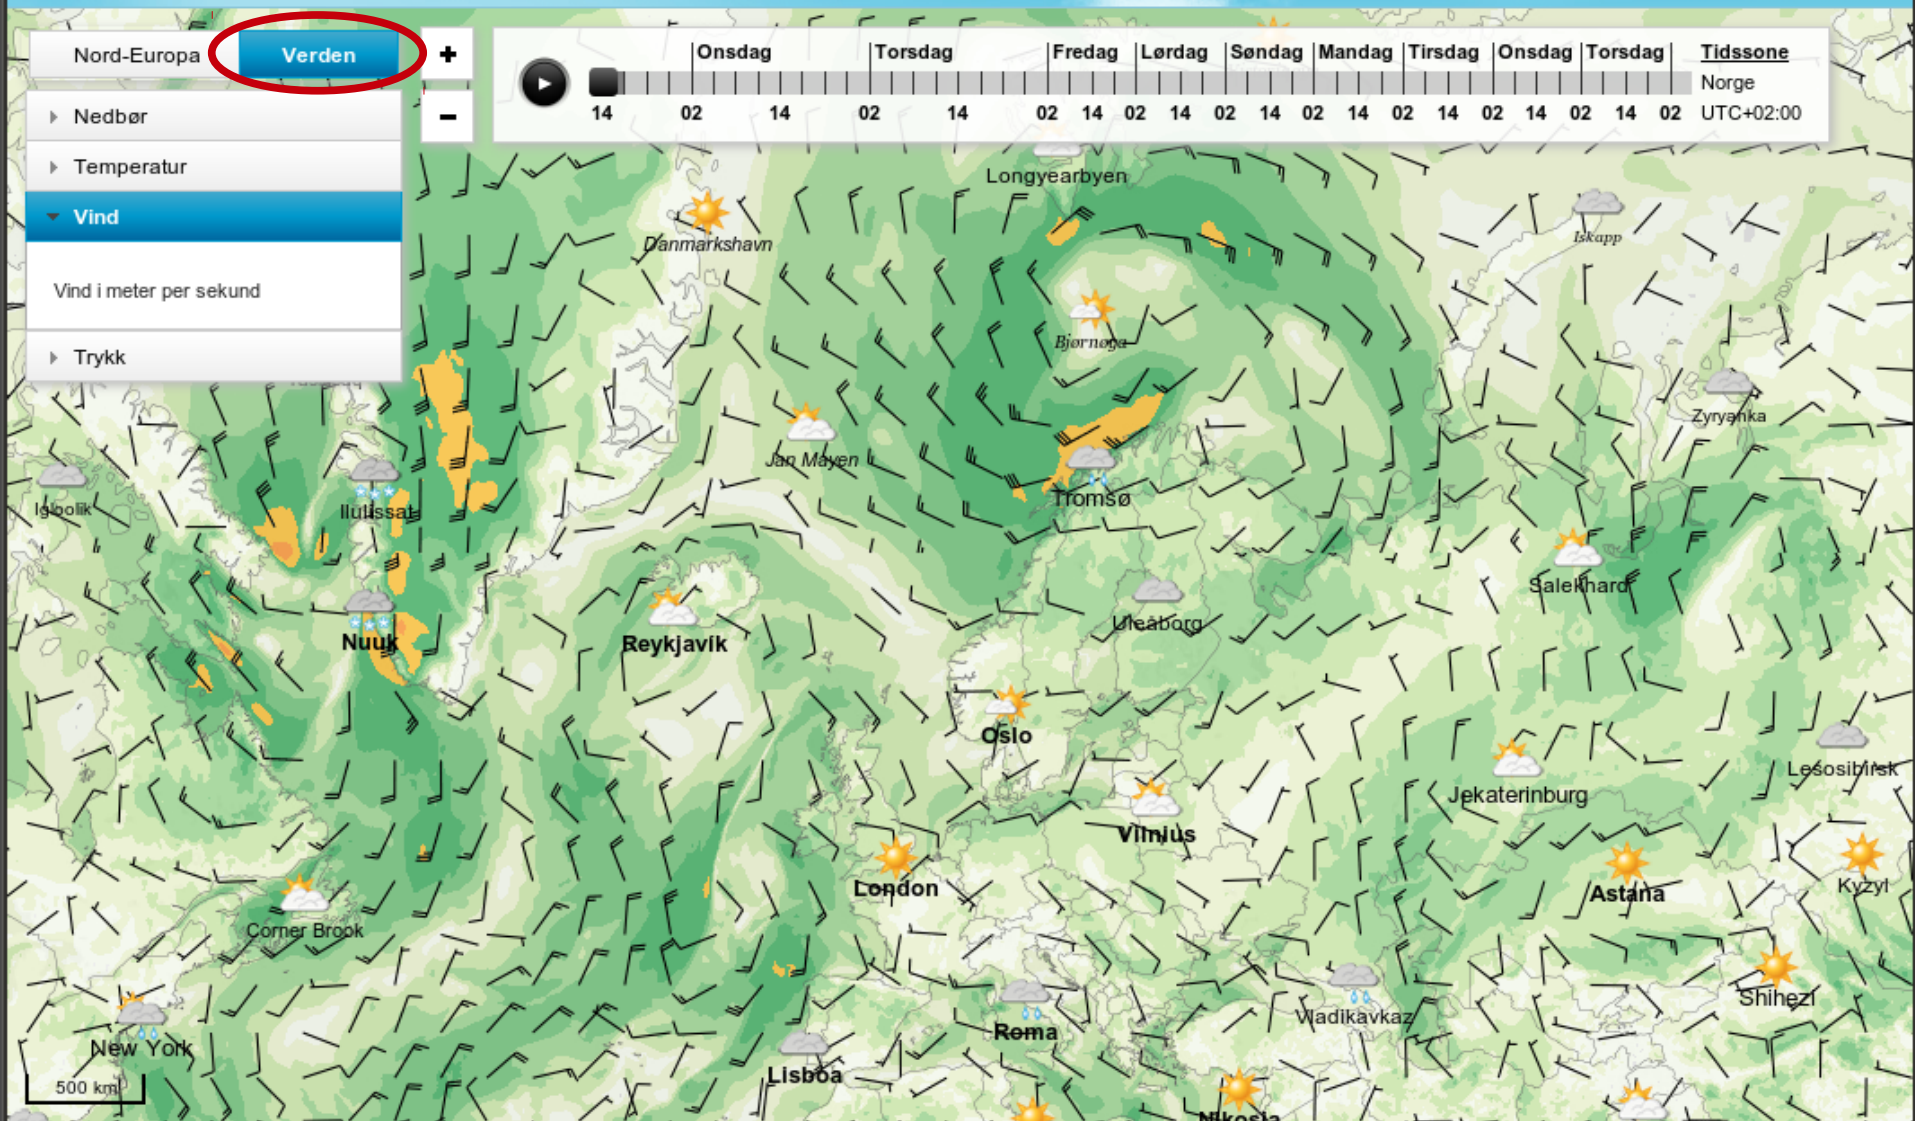 Nord-Europa
Verden
+
−
Nedbør
Temperatur
Vind
Vind i meter per sekund
Trykk
Onsdag Torsdag Fredag Lørdag Søndag Mandag Tirsdag Onsdag Torsdag Tidssone
Norge
14 02 14 02 14 02 14 02 14 02 14 02 14 02 14 02 14 02 14 02 UTC+02:00
Longyearbyen
Danmarkshavn
Iskapp
Bjørnøya
Zyryanka
Jan Mayen
Tromsø
Igloolik
Ilulissat
Salekhard
Uleåborg
Nuuk
Reykjavík
Oslo
Lesosibirsk
Jekaterinburg
Vilnius
London
Astana
Kyzyl
Corner Brook
Shihezi
Vladikavkaz
Roma
New York
Lisboa
500 km
Nikosia